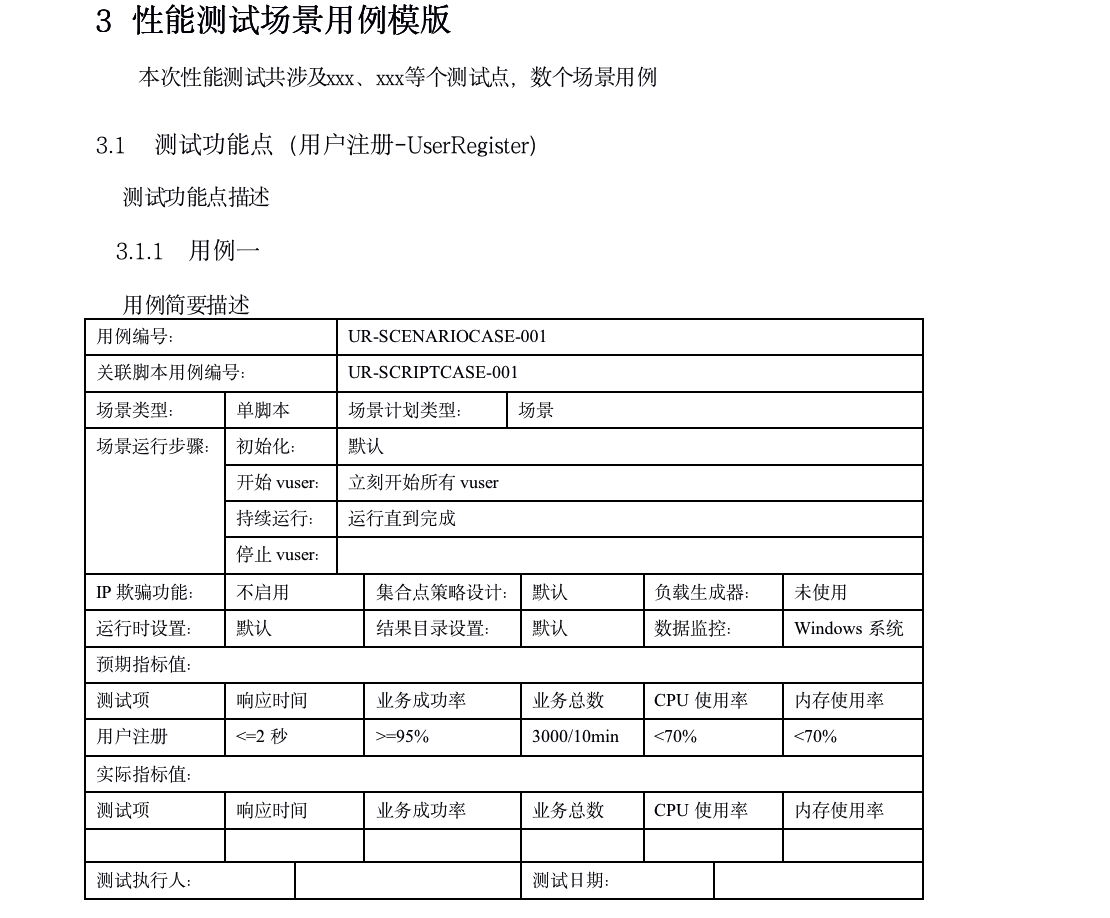 3 性能测试场景用例模版
本次性能测试共涉及xxx、xxx等个测试点，数个场景用例
3.1 测试功能点（用户注册-UserRegister)
测试功能点描述
3.1.1 用例一
用例简要描述
用例编号： UR-SCENARIOCASE-001
关联脚本用例编号： UR-SCRIPTCASE-001
场景类型： 单脚本 场景计划类型： 场景
场景运行步骤： 初始化： 默认
开始 vuser： 立刻开始所有 vuser
持续运行： 运行直到完成
停止 vuser：
IP 欺骗功能： 不启用 集合点策略设计： 默认 负载生成器： 未使用
运行时设置： 默认 结果目录设置： 默认 数据监控： Windows 系统
预期指标值：
测试项 响应时间 业务成功率 业务总数 CPU 使用率 内存使用率
用户注册 <=2 秒 >=95% 3000/10min <70% <70%
实际指标值：
测试项 响应时间 业务成功率 业务总数 CPU 使用率 内存使用率
测试执行人： 测试日期：